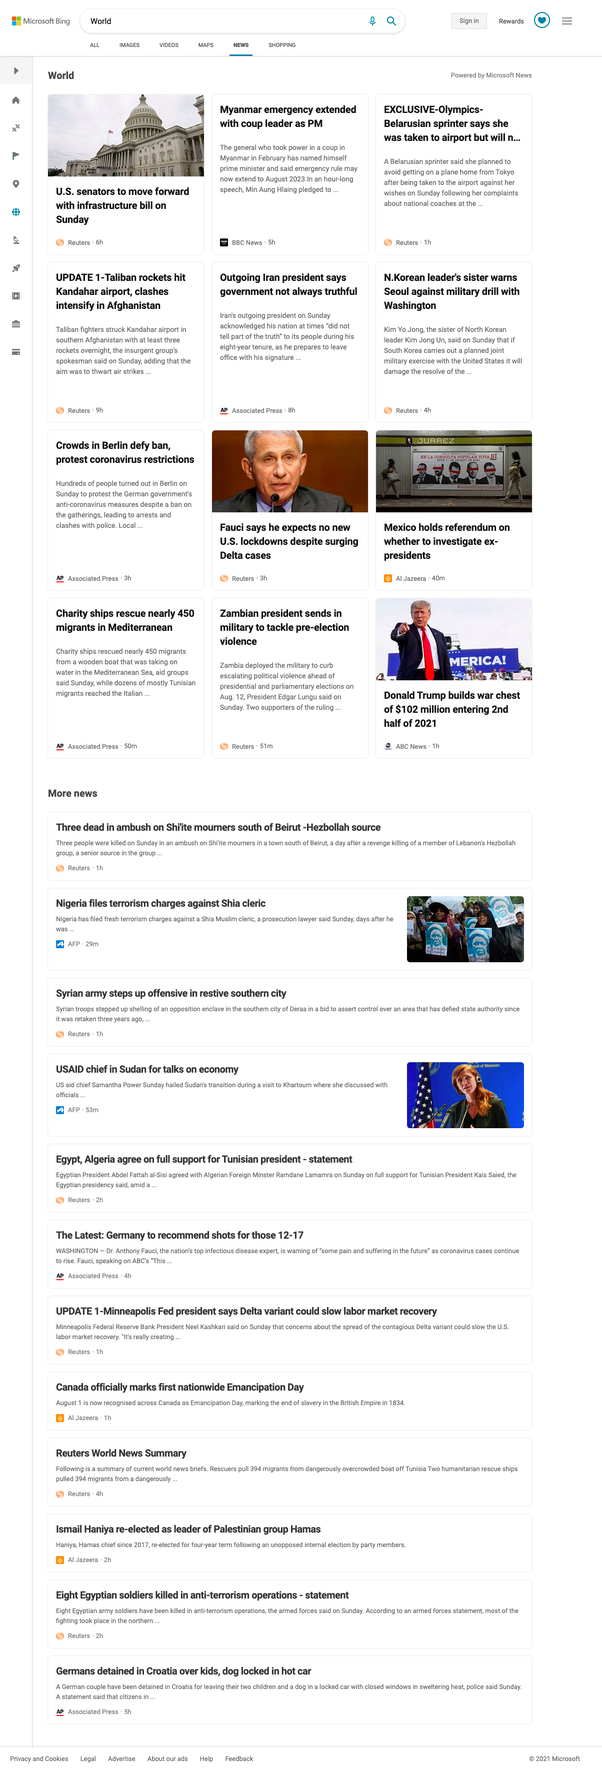 Microsoft Bing
World
Sign in
Rewards
ALL
IMAGES
VIDEOS
MAPS
NEWS
SHOPPING
World
Powered by Microsoft News
U.S. senators to move forward
with infrastructure bill on
Sunday
Reuters · 6h
Myanmar emergency extended
with coup leader as PM
The general who took power in a coup in
Myanmar in February has named himself
prime minister and said emergency rule may
now extend to August 2023.In an hour-long
speech, Min Aung Hlaing pledged to ...
BBC News · 5h
EXCLUSIVE-Olympics-
Belarusian sprinter says she
was taken to airport but will n...
A Belarusian sprinter said she planned to
avoid getting on a plane home from Tokyo
after being taken to the airport against her
wishes on Sunday following her complaints
about national coaches at the ...
Reuters · 1h
UPDATE 1-Taliban rockets hit
Kandahar airport, clashes
intensify in Afghanistan
Taliban fighters struck Kandahar airport in
southern Afghanistan with at least three
rockets overnight, the insurgent group's
spokesman said on Sunday, adding that the
aim was to thwart air strikes ...
Reuters · 9h
Outgoing Iran president says
government not always truthful
Iran's outgoing president on Sunday
acknowledged his nation at times "did not
tell part of the truth" to its people during his
eight-year tenure, as he prepares to leave
office with his signature ...
AP Associated Press · 8h
N.Korean leader's sister warns
Seoul against military drill with
Washington
Kim Yo Jong, the sister of North Korean
leader Kim Jong Un, said on Sunday that if
South Korea carries out a planned joint
military exercise with the United States it will
damage the resolve of the ...
Reuters · 4h
Crowds in Berlin defy ban,
protest coronavirus restrictions
Hundreds of people turned out in Berlin on
Sunday to protest the German government's
anti-coronavirus measures despite a ban on
the gatherings, leading to arrests and
clashes with police. Local ...
AP Associated Press · 3h
Fauci says he expects no new
U.S. lockdowns despite surging
Delta cases
Reuters · 3h
JUAREZ
EN LA CONSULTA POPULAR VOTA
Mexico holds referendum on
whether to investigate ex-
presidents
Al Jazeera · 40m
Charity ships rescue nearly 450
migrants in Mediterranean
Charity ships rescued nearly 450 migrants
from a wooden boat that was taking on
water in the Mediterranean Sea, aid groups
said Sunday, while dozens of mostly Tunisian
migrants reached the Italian ...
AP Associated Press · 50m
Zambian president sends in
military to tackle pre-election
violence
Zambia deployed the military to curb
escalating political violence ahead of
presidential and parliamentary elections on
Aug. 12, President Edgar Lungu said on
Sunday. Two supporters of the ruling ...
Reuters · 51m
MERICA!
Donald Trump builds war chest
of $102 million entering 2nd
half of 2021
ABC News · 1h
More news
Three dead in ambush on Shi'ite mourners south of Beirut -Hezbollah source
Three people were killed on Sunday in an ambush on Shi'ite mourners in a town south of Beirut, a day after a revenge killing of a member of Lebanon's Hezbollah
group, a senior source in the group ...
Reuters · 1h
Nigeria files terrorism charges against Shia cleric
Nigeria has filed fresh terrorism charges against a Shia Muslim cleric, a prosecution lawyer said Sunday, days after he
was ...
AFP · 29m
Syrian army steps up offensive in restive southern city
Syrian troops stepped up shelling of an opposition enclave in the southern city of Deraa in a bid to assert control over an area that has defied state authority since
it was retaken three years ago, ...
Reuters · 1h
USAID chief in Sudan for talks on economy
US aid chief Samantha Power Sunday hailed Sudan's transition during a visit to Khartoum where she discussed with
officials ...
AFP · 53m
Egypt, Algeria agree on full support for Tunisian president - statement
Egyptian President Abdel Fattah al-Sisi agreed with Algerian Foreign Minster Ramdane Lamamra on Sunday on full support for Tunisian President Kais Saied, the
Egyptian presidency said, amid a ...
Reuters · 2h
The Latest: Germany to recommend shots for those 12-17
WASHINGTON — Dr. Anthony Fauci, the nation's top infectious disease expert, is warning of "some pain and suffering in the future" as coronavirus cases continue
to rise. Fauci, speaking on ABC's "This ...
AP Associated Press · 4h
UPDATE 1-Minneapolis Fed president says Delta variant could slow labor market recovery
Minneapolis Federal Reserve Bank President Neel Kashkari said on Sunday that concerns about the spread of the contagious Delta variant could slow the U.S.
labor market recovery. "It's really creating ...
Reuters · 1h
Canada officially marks first nationwide Emancipation Day
August 1 is now recognised across Canada as Emancipation Day, marking the end of slavery in the British Empire in 1834.
Al Jazeera · 1h
Reuters World News Summary
Following is a summary of current world news briefs. Rescuers pull 394 migrants from dangerously overcrowded boat off Tunisia Two humanitarian rescue ships
pulled 394 migrants from a dangerously ...
Reuters · 4h
Ismail Haniya re-elected as leader of Palestinian group Hamas
Haniya, Hamas chief since 2017, re-elected for four-year term following an unopposed internal election by party members.
Al Jazeera · 2h
Eight Egyptian soldiers killed in anti-terrorism operations - statement
Eight Egyptian army soldiers have been killed in anti-terrorism operations, the armed forces said on Sunday. According to an armed forces statement, most of the
fighting took place in the northern ...
Reuters · 2h
Germans detained in Croatia over kids, dog locked in hot car
A German couple have been detained in Croatia for leaving their two children and a dog in a locked car with closed windows in sweltering heat, police said Sunday.
A statement said that citizens in ...
AP Associated Press · 5h
Privacy and Cookies
Legal
Advertise
About our ads
Help
Feedback
© 2021 Microsoft